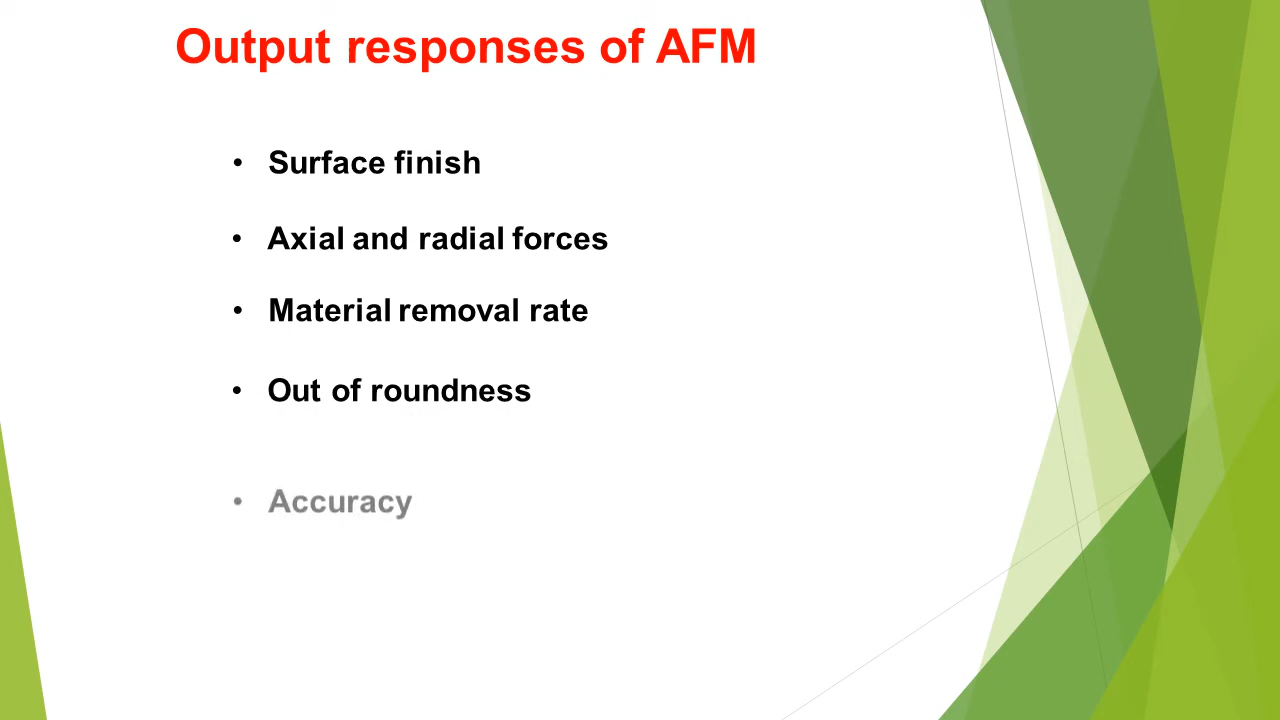 Output responses of AFM
• Surface finish
• Axial and radial forces
• Material removal rate
• Out of roundness
• Accuracy